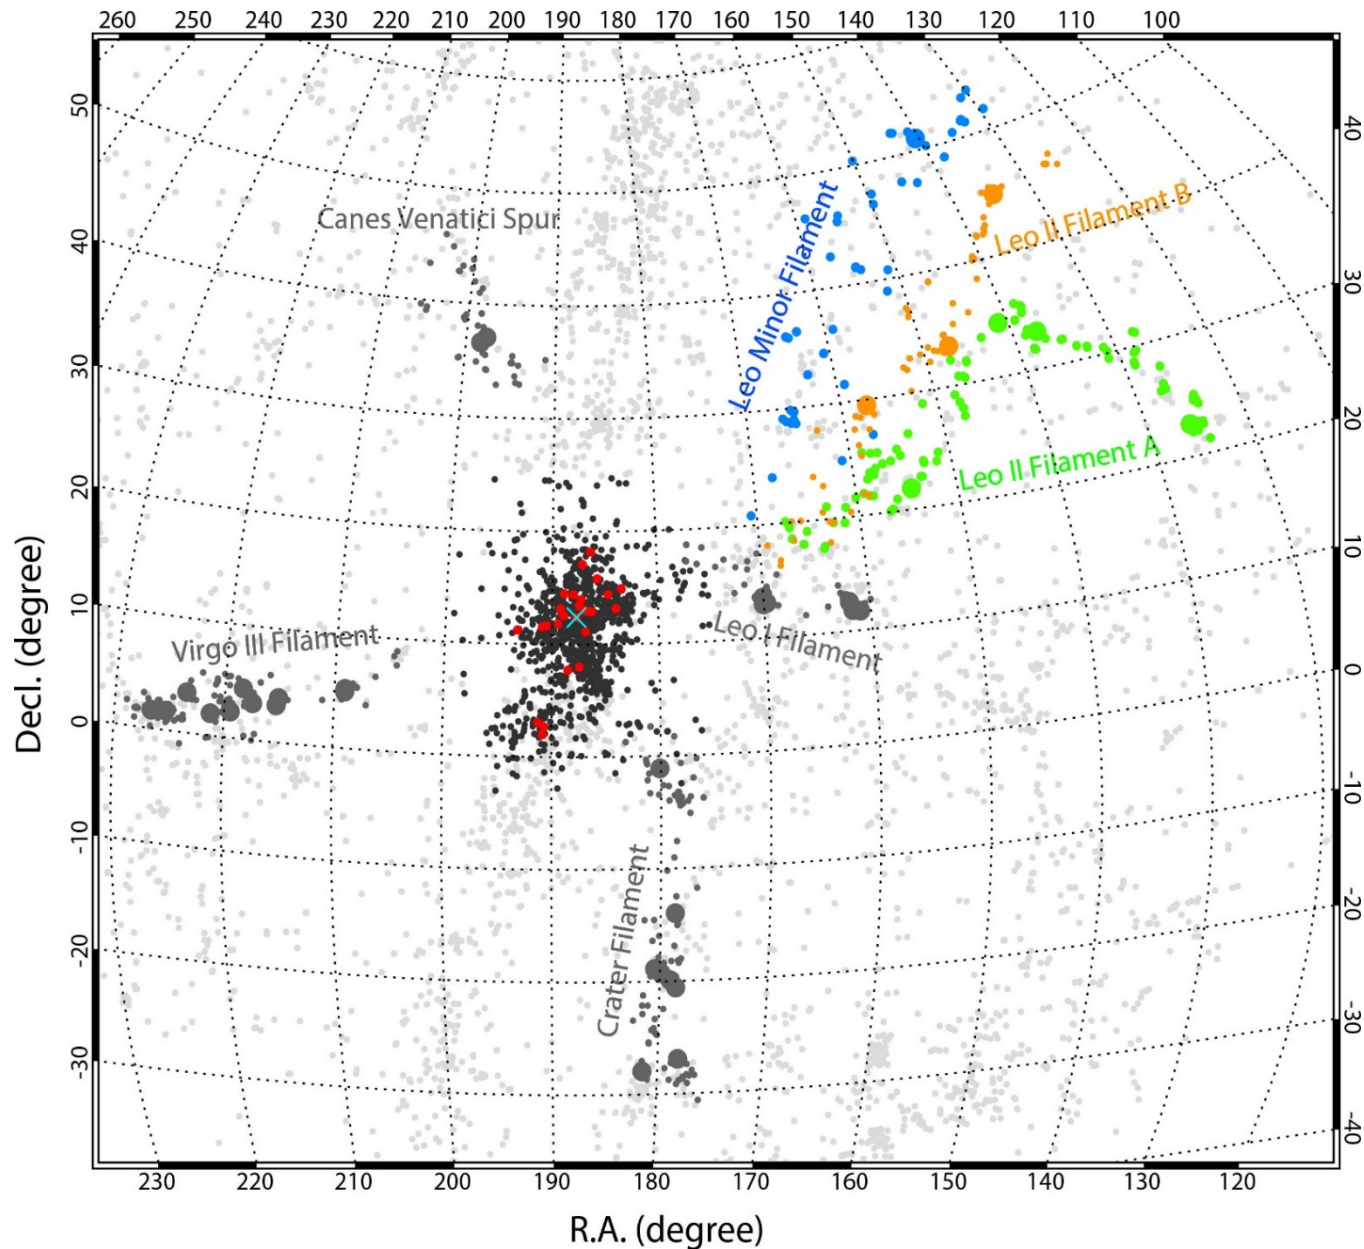 260 250 240 230 220 210 200 190 180 170 160 150 140 130 120 110 100
50
40
Canes Venatici Spur
Leo Minor Filament
Leo II Filament B
40
30
30
20
Leo II Filament A
20
10
10
Virgo III Filament
Leo I Filament
0
0
-10
-10
Crater Filament
-20
-20
-30
-30
-40
Decl. (degree)
230 220 210 200 190 180 170 160 150 140 130 120
R.A. (degree)